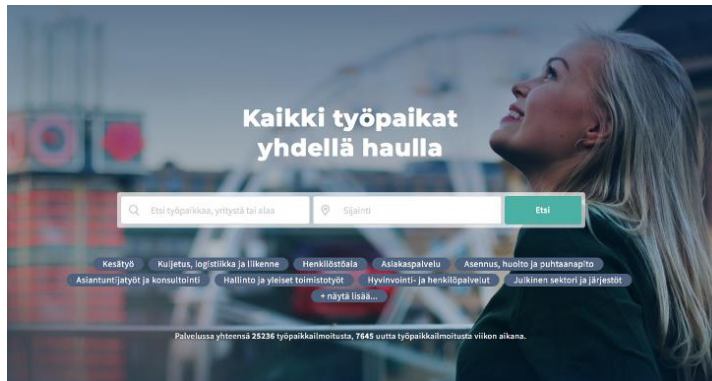 Kaikki työpaikat
yhdellä haulla
Etsi työpaikkaa, yritystä tai alaa
Sijainti
Etsi
Kesätyö Kuljetus, logistiikka ja liikenne Henkilöstöala Asiakaspalvelu Asennus, huolto ja puhtaanapito
Asiantuntijatyöt ja konsultointi Hallinto ja yleiset toimistotyöt Hyvinvointi- ja henkilöpalvelut Julkinen sektori ja järjestöt
+ näytä lisää...
Palvelussa yhteensä 25236 työpaikkailmoitusta, 7645 uutta työpaikkailmoitusta viikon aikana.